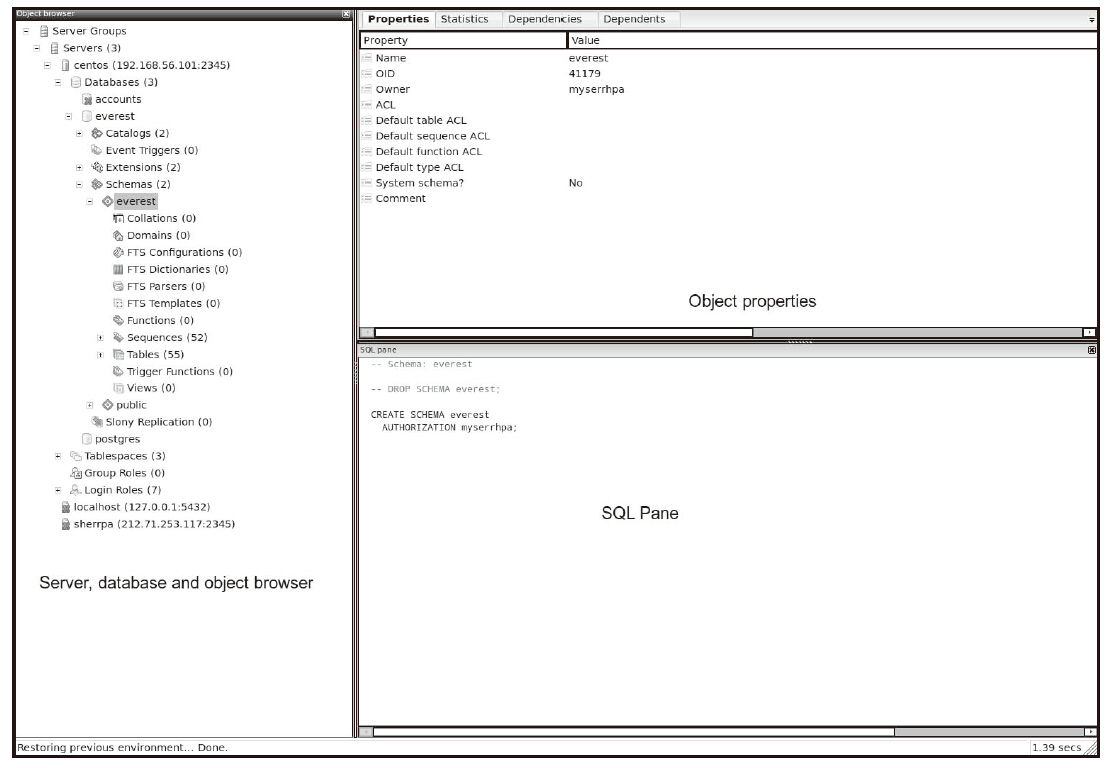 Object browser
Server Groups
Servers (3)
centos (192.168.56.101:2345)
Databases (3)
accounts
everest
Catalogs (2)
Event Triggers (0)
Extensions (2)
Schemas (2)
everest
Collations (0)
Domains (0)
FTS Configurations (0)
FTS Dictionaries (0)
FTS Parsers (0)
FTS Templates (0)
Functions (0)
Sequences (52)
Tables (55)
Trigger Functions (0)
Views (0)
public
Slony Replication (0)
postgres
Tablespaces (3)
Group Roles (0)
Login Roles (7)
localhost (127.0.0.1:5432)
sherrpa (212.71.253.117:2345)
Server, database and object browser
Properties Statistics Dependencies Dependents
Property Value
Name everest
OID 41179
Owner myserrhpa
ACL
Default table ACL
Default sequence ACL
Default function ACL
Default type ACL
System schema? No
Comment
Object properties
SQL pane
-- Schema: everest
-- DROP SCHEMA everest;
CREATE SCHEMA everest
AUTHORIZATION myserrhpa;
SQL Pane
Restoring previous environment... Done. 1.39 secs